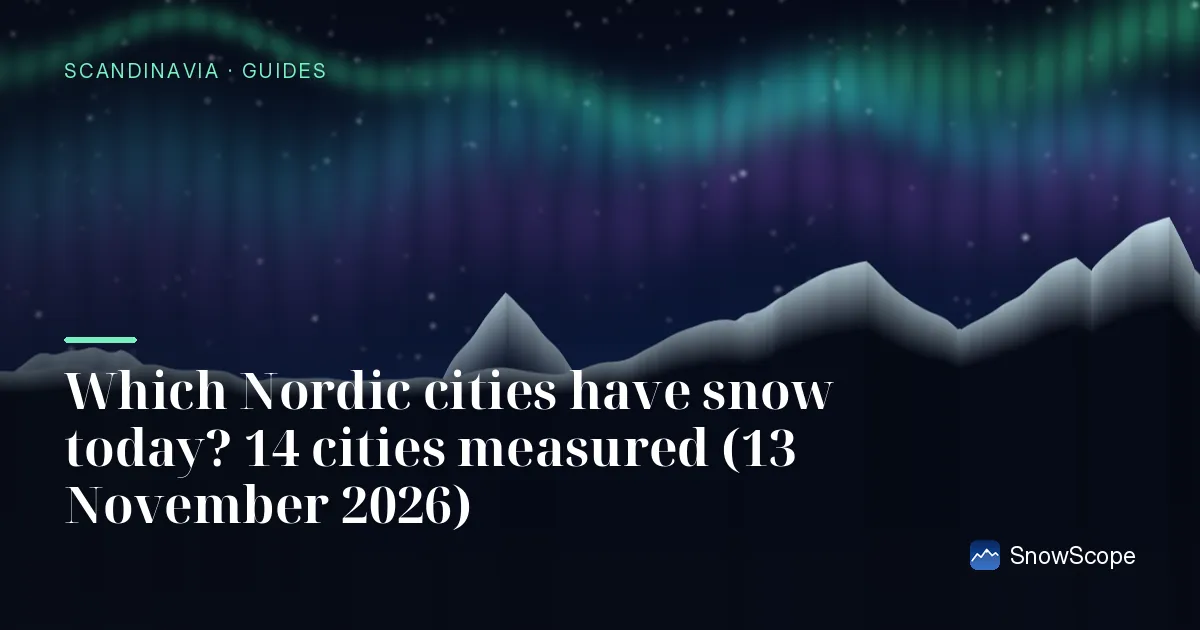 SCANDINAVIA · GUIDES
Which Nordic cities have snow
today? 14 cities measured (13
November 2026)
SnowScope